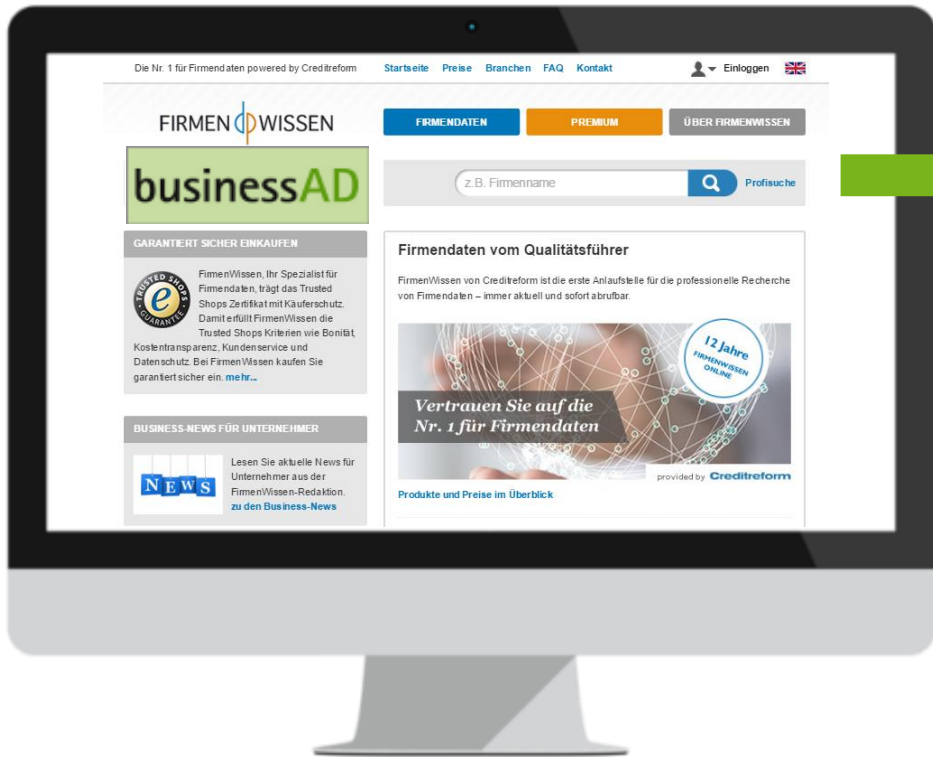 Die Nr. 1 für Firmendaten powered by Creditreform
Startseite Preise Branchen FAQ Kontakt
Einloggen
FIRMEN WISSEN
FIRMENDATEN
PREMIUM
ÜBER FIRMENWISSEN
businessAD
z.B. Firmenname
Profisuche
GARANTIERT SICHER EINKAUFEN
TRUSTED SHOPS
e
GUARANTEE
FirmenWissen, Ihr Spezialist für
Firmendaten, trägt das Trusted
Shops Zertifikat mit Käuferschutz.
Damit erfüllt FirmenWissen die
Trusted Shops Kriterien wie Bonität,
Kostentransparenz, Kundenservice und
Datenschutz. Bei FirmenWissen kaufen Sie
garantiert sicher ein. mehr...
BUSINESS-NEWS FÜR UNTERNEHMER
NEWS
Lesen Sie aktuelle News für
Unternehmer aus der
FirmenWissen-Redaktion.
zu den Business-News
Firmendaten vom Qualitätsführer
FirmenWissen von Creditreform ist die erste Anlaufstelle für die professionelle Recherche
von Firmendaten – immer aktuell und sofort abrufbar.
12 Jahre
FIRMENWISSEN
ONLINE
Vertrauen Sie auf die
Nr. 1 für Firmendaten
provided by Creditreform
Produkte und Preise im Überblick